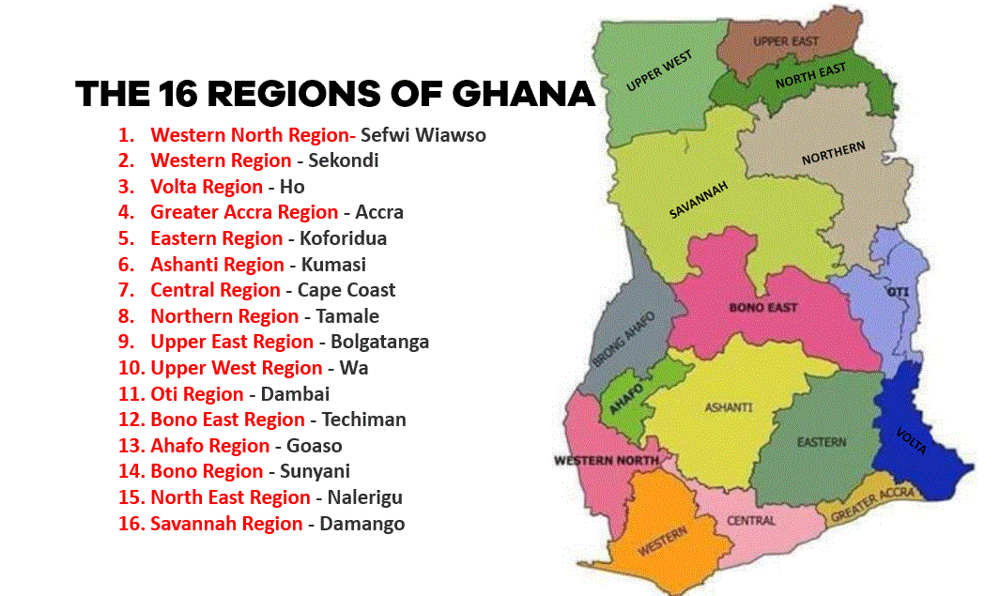 THE 16 REGIONS OF GHANA
1. Western North Region- Sefwi Wiawso
2. Western Region - Sekondi
3. Volta Region - Ho
4. Greater Accra Region - Accra
5. Eastern Region - Koforidua
6. Ashanti Region - Kumasi
7. Central Region - Cape Coast
8. Northern Region - Tamale
9. Upper East Region - Bolgatanga
10. Upper West Region - Wa
11. Oti Region - Dambai
12. Bono East Region - Techiman
13. Ahafo Region - Goaso
14. Bono Region - Sunyani
15. North East Region - Nalerigu
16. Savannah Region - Damango
UPPER EAST
UPPER WEST
NORTH EAST
NORTHERN
SAVANNAH
OTI
BONO EAST
BRONG AHAFO
AHAFO
ASHANTI
EASTERN
VOLTA
WESTERN NORTH
GREATER ACCRA
CENTRAL
WESTERN